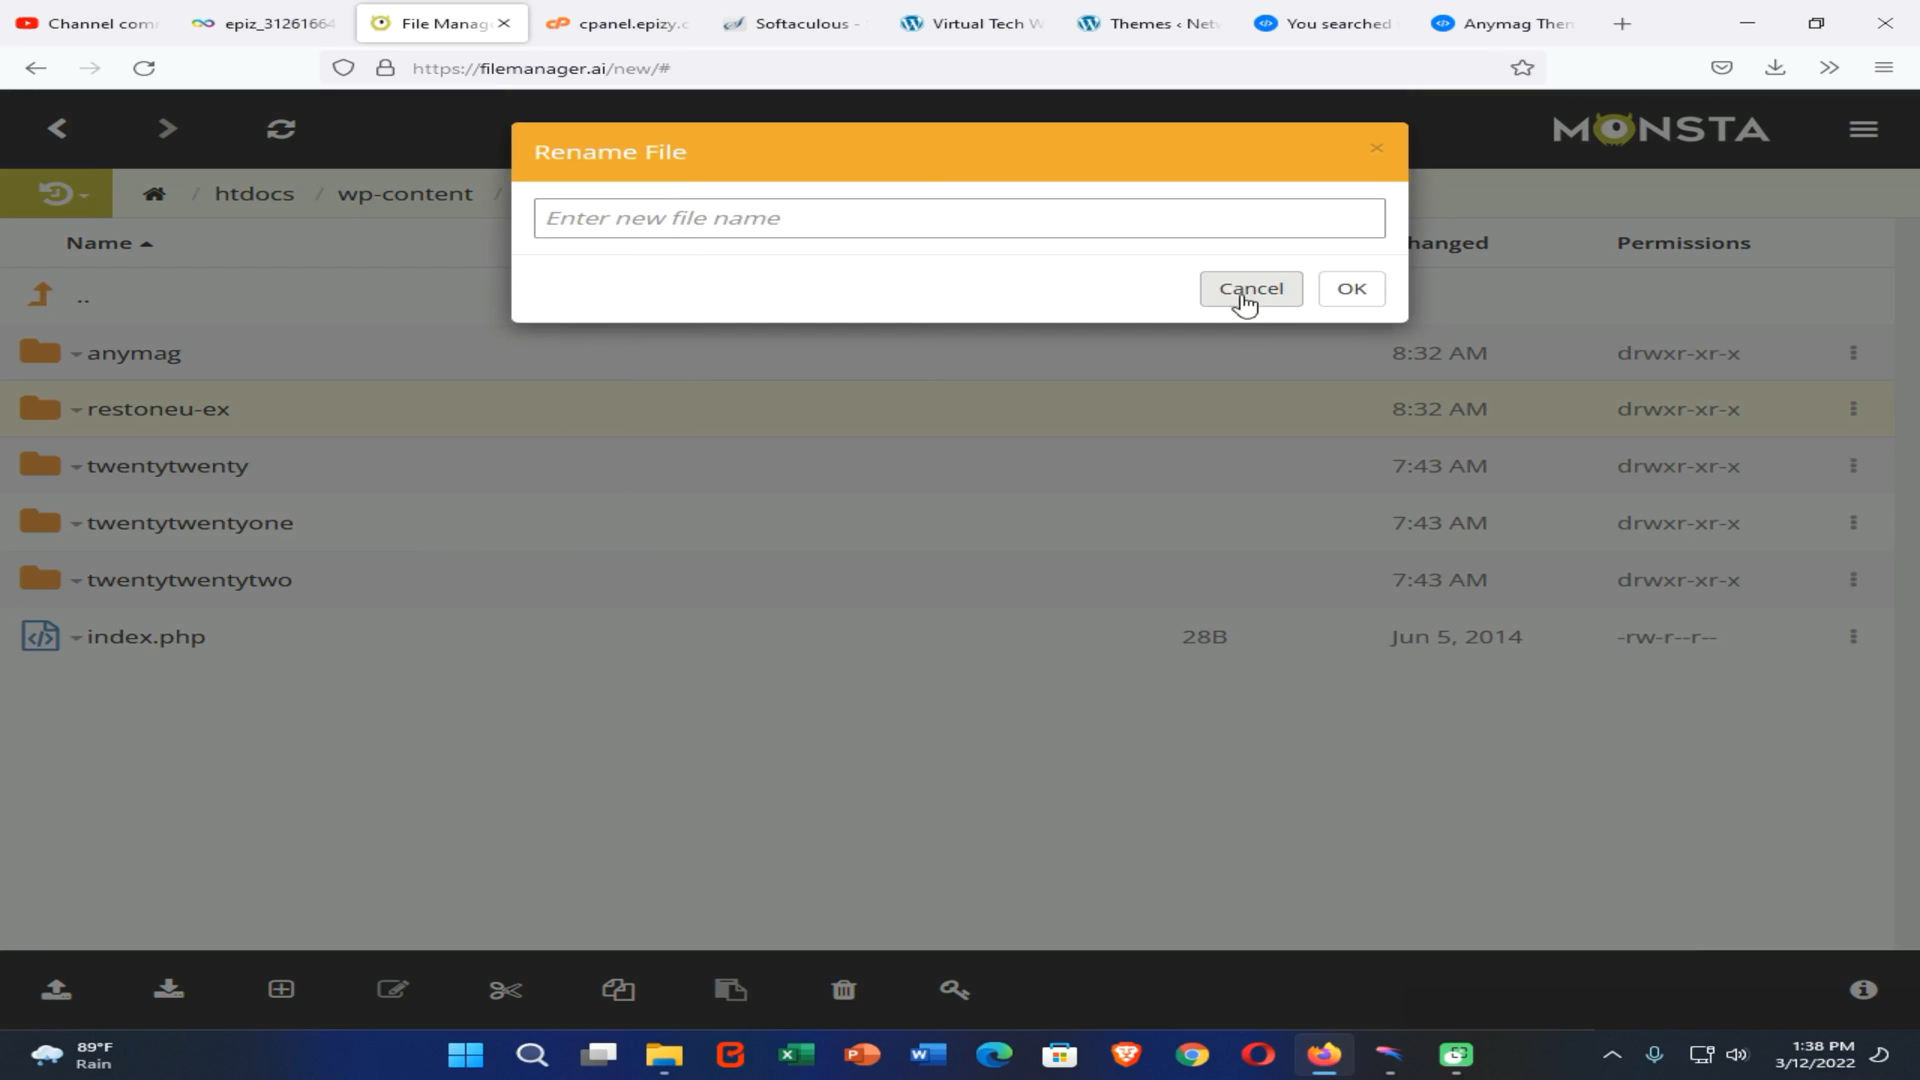 Channel com
epiz_31261664
File Manag
cpanel.epizy.c
Softaculous -
Virtual Tech W
Themes ‹ Net
You searched
Anymag Then
https://filemanager.ai/new/#
MONSTA
Rename File
Enter new file name
Cancel
OK
/ htdocs / wp-content /
Name
hanged
Permissions
..
anymag
8:32 AM
drwxr-xr-x
restoneu-ex
8:32 AM
drwxr-xr-x
twentytwenty
7:43 AM
drwxr-xr-x
twentytwentyone
7:43 AM
drwxr-xr-x
twentytwentytwo
7:43 AM
drwxr-xr-x
index.php
28B
Jun 5, 2014
-rw-r--r--
89°F
Rain
1:38 PM
3/12/2022